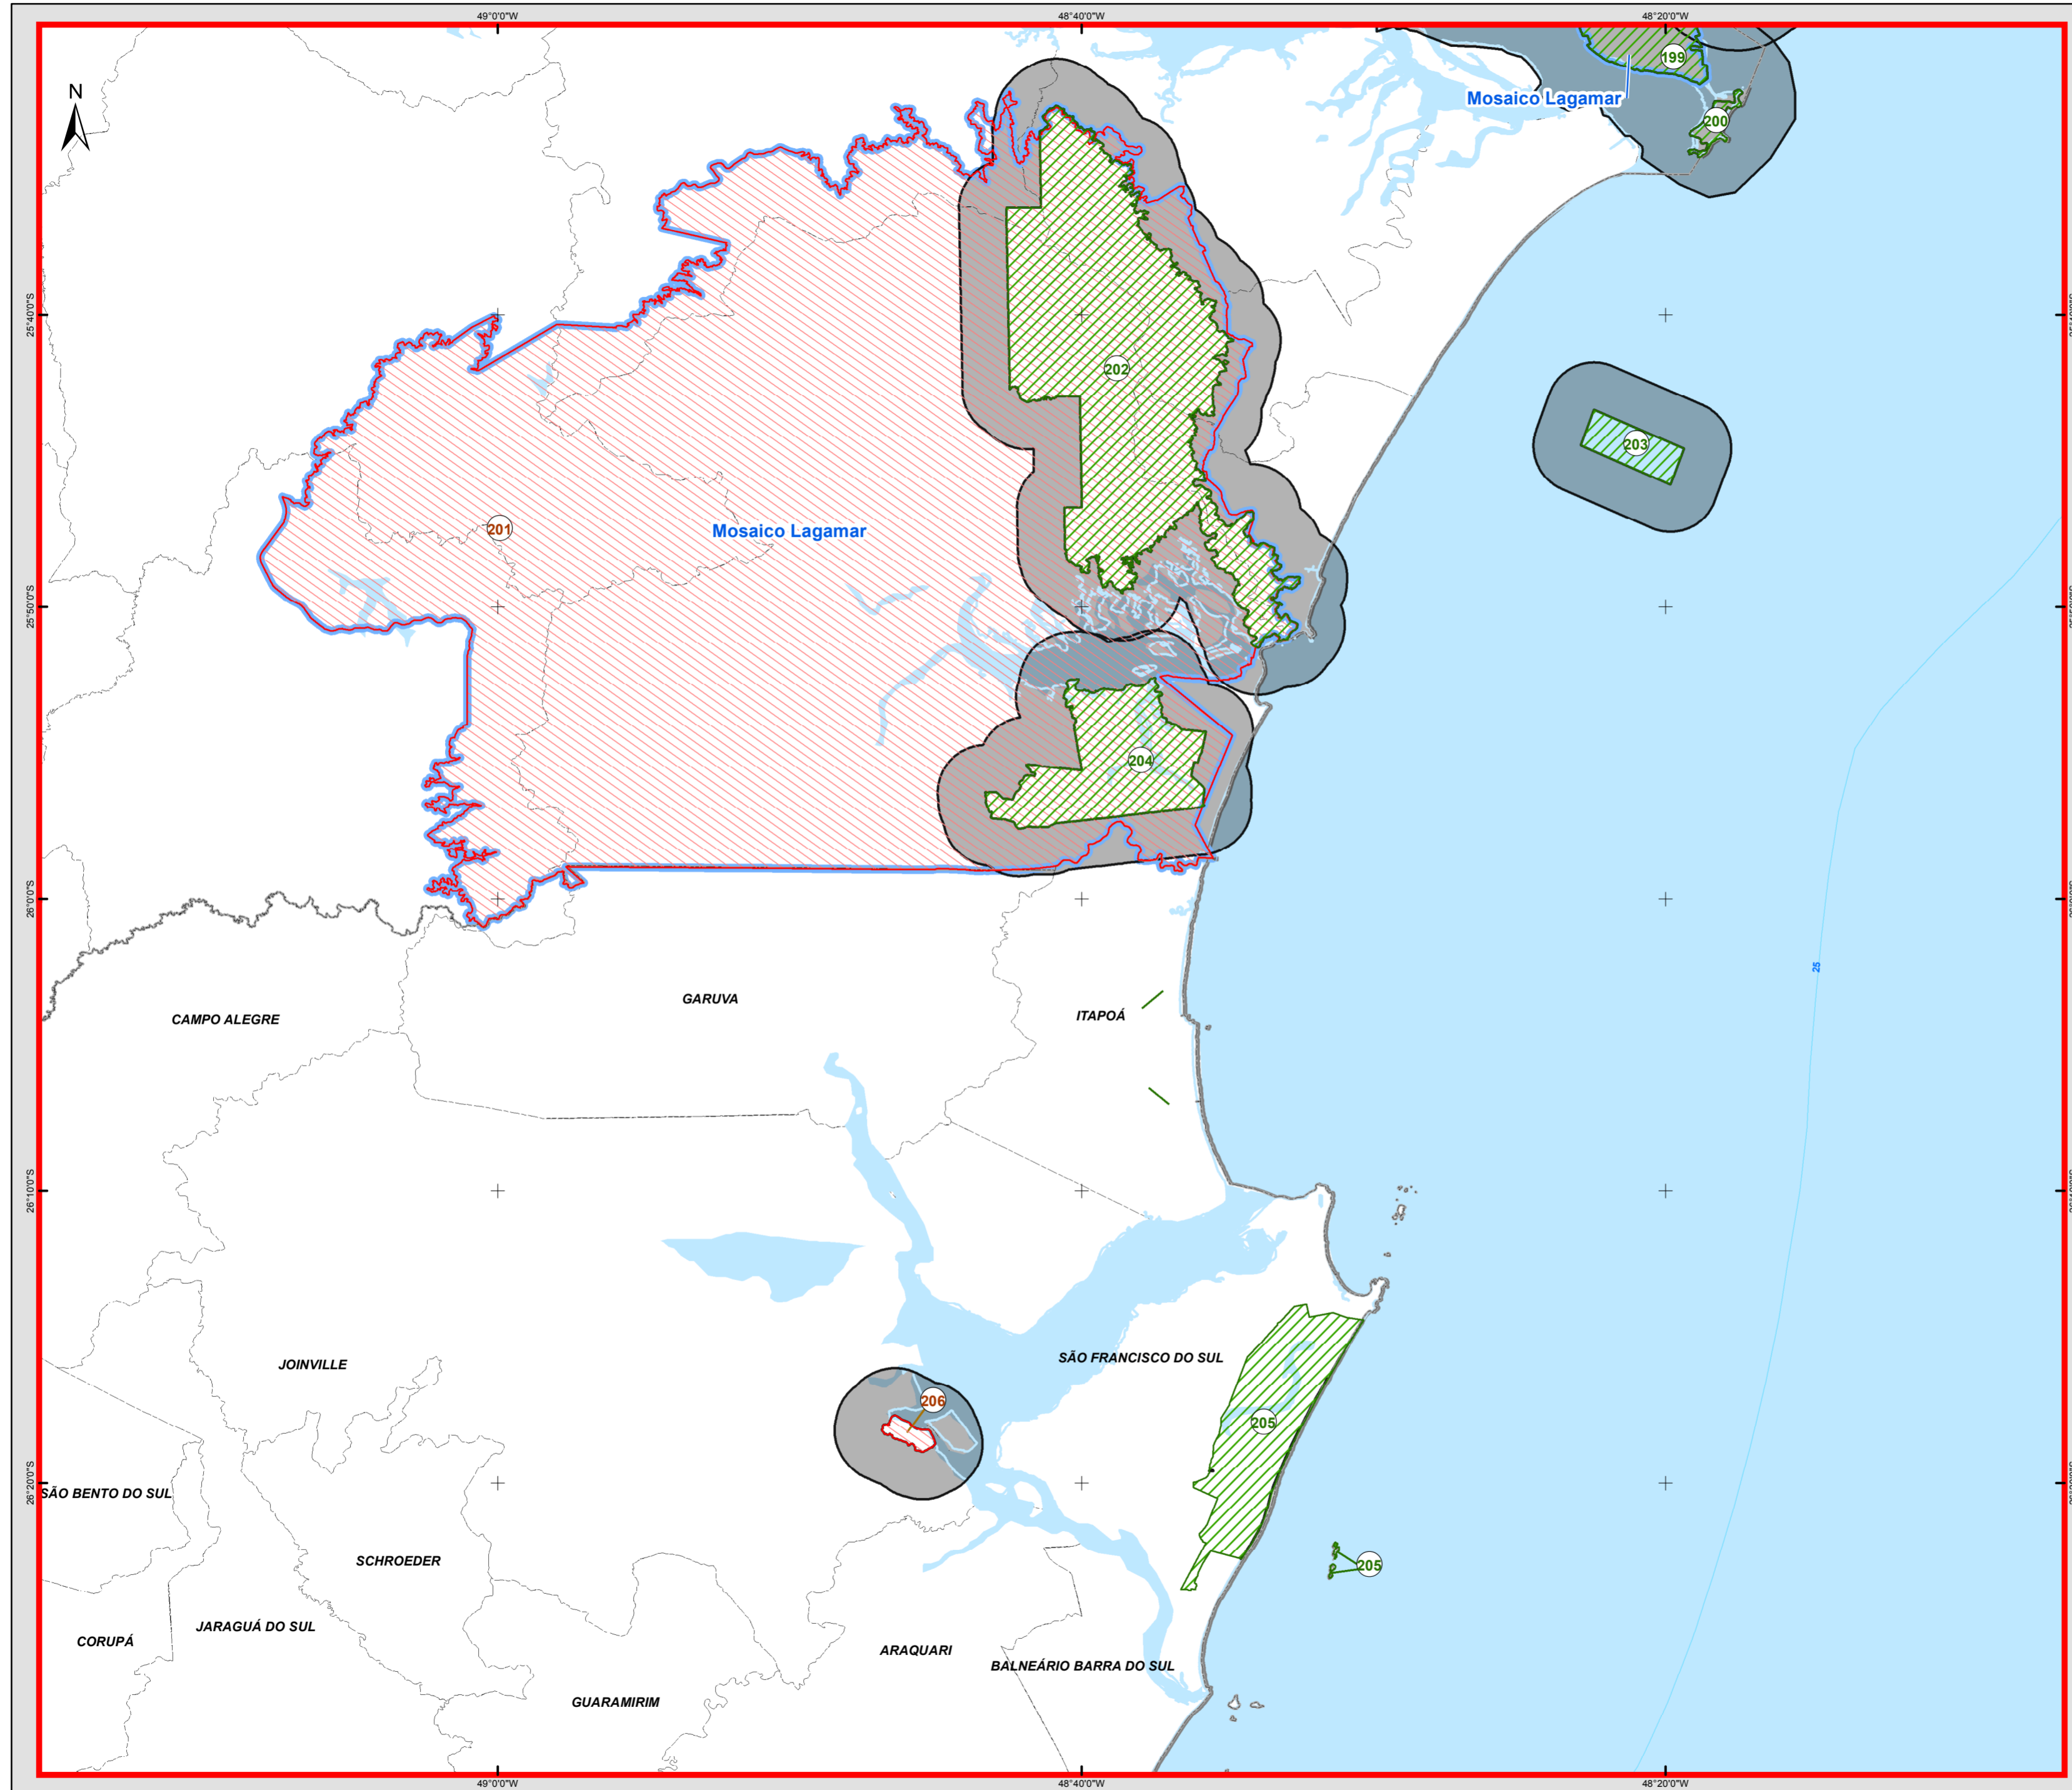 49°0'0"W
48°40'0"W
48°20'0"W
N
199
Mosaico Lagamar
200
25°40'0"S
202
203
201
Mosaico Lagamar
25°50'0"S
204
26°0'0"S
25
GARUVA
CAMPO ALEGRE
ITAPOÁ
26°10'0"S
JOINVILLE
SÃO FRANCISCO DO SUL
206
205
26°20'0"S
SÃO BENTO DO SUL
SCHROEDER
205
JARAGUÁ DO SUL
CORUPÁ
ARAQUARI
BALNEÁRIO BARRA DO SUL
GUARAMIRIM
49°0'0"W
48°40'0"W
48°20'0"W